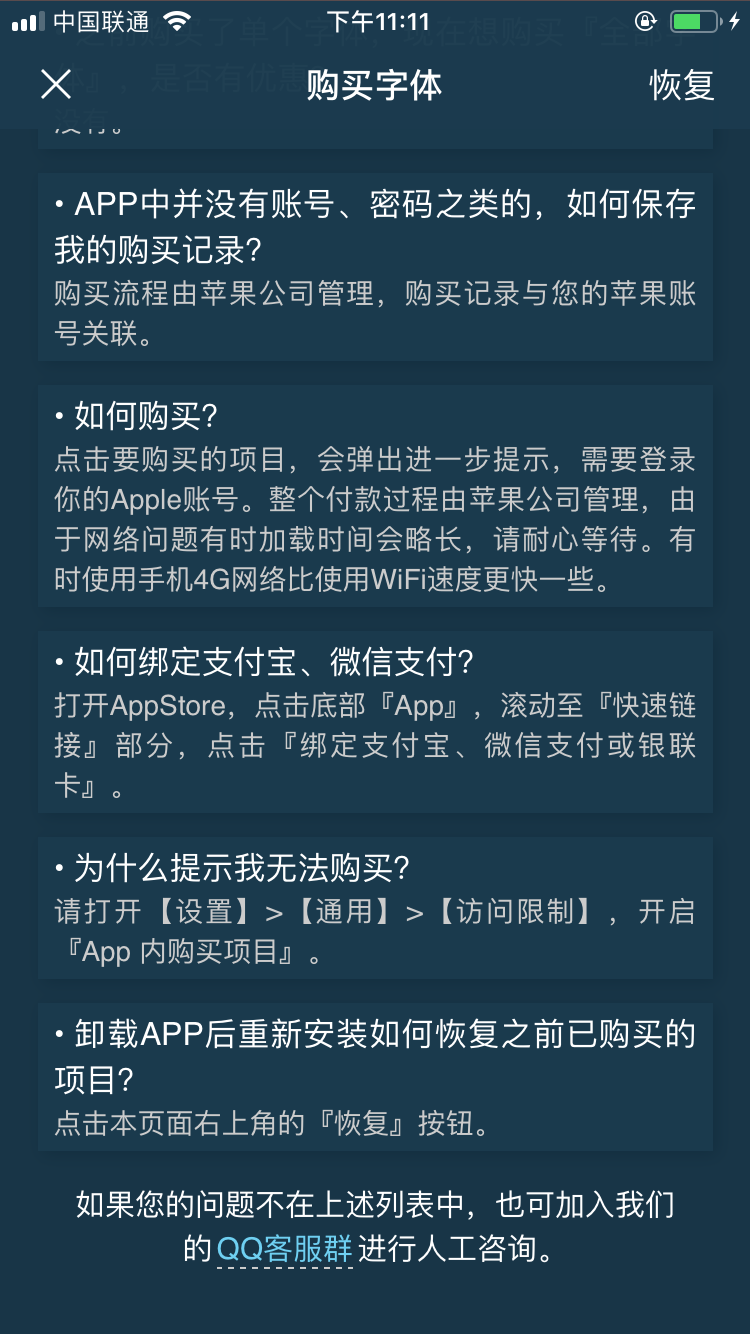 中国联通
下午11:11
购买字体
恢复
没有。
• APP中并没有账号、密码之类的，如何保存
我的购买记录?
购买流程由苹果公司管理，购买记录与您的苹果账
号关联。
• 如何购买?
点击要购买的项目，会弹出进一步提示，需要登录
你的Apple账号。整个付款过程由苹果公司管理，由
于网络问题有时加载时间会略长，请耐心等待。有
时使用手机4G网络比使用WiFi速度更快一些。
• 如何绑定支付宝、微信支付?
打开AppStore，点击底部『App』，滚动至『快速链
接』部分，点击『绑定支付宝、微信支付或银联
卡』。
• 为什么提示我无法购买?
请打开【设置】>【通用】>【访问限制】，开启
『App 内购买项目』。
• 卸载APP后重新安装如何恢复之前已购买的
项目?
点击本页面右上角的『恢复』按钮。
如果您的问题不在上述列表中，也可加入我们
的QQ客服群进行人工咨询。